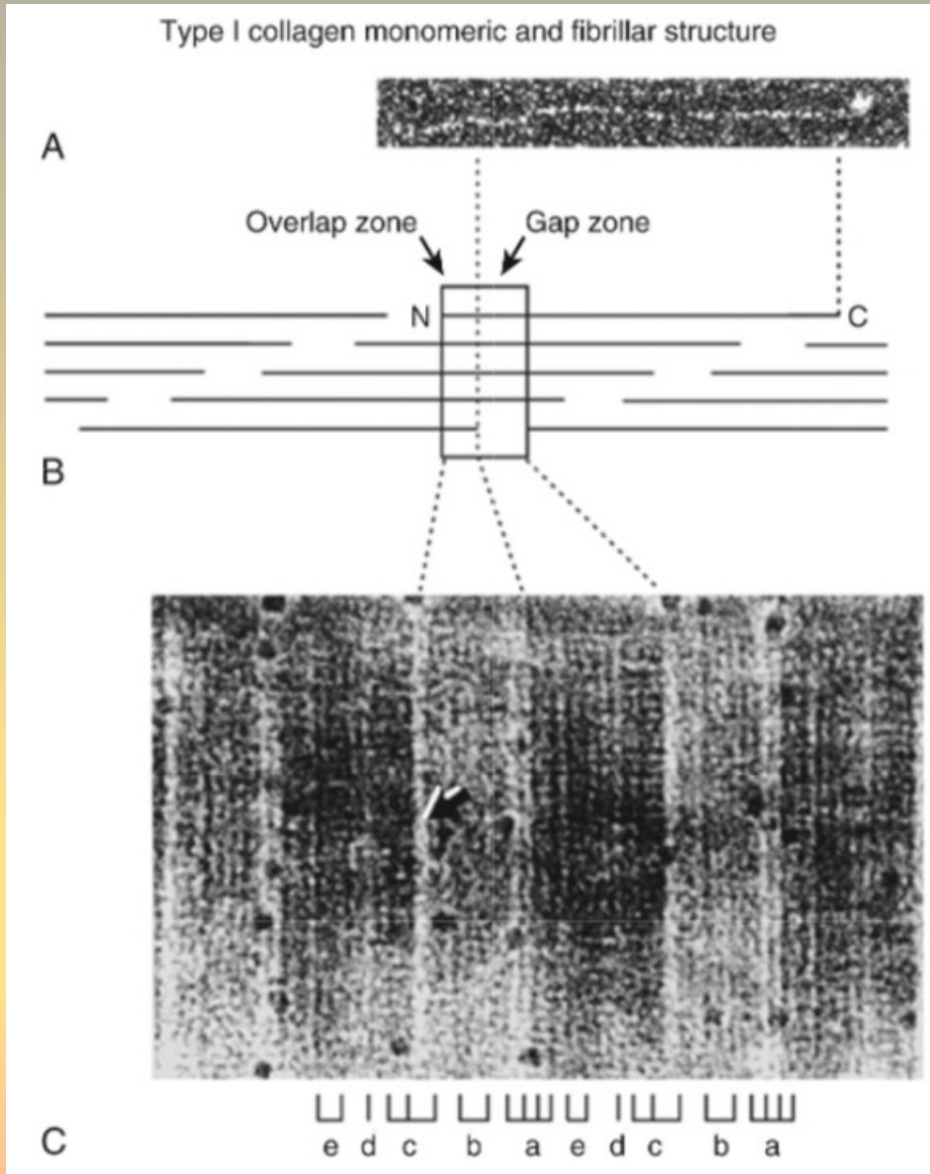 Type I collagen monomeric and fibrillar structure
A
Overlap zone Gap zone
N C
B
e d c b a e d c b a
C